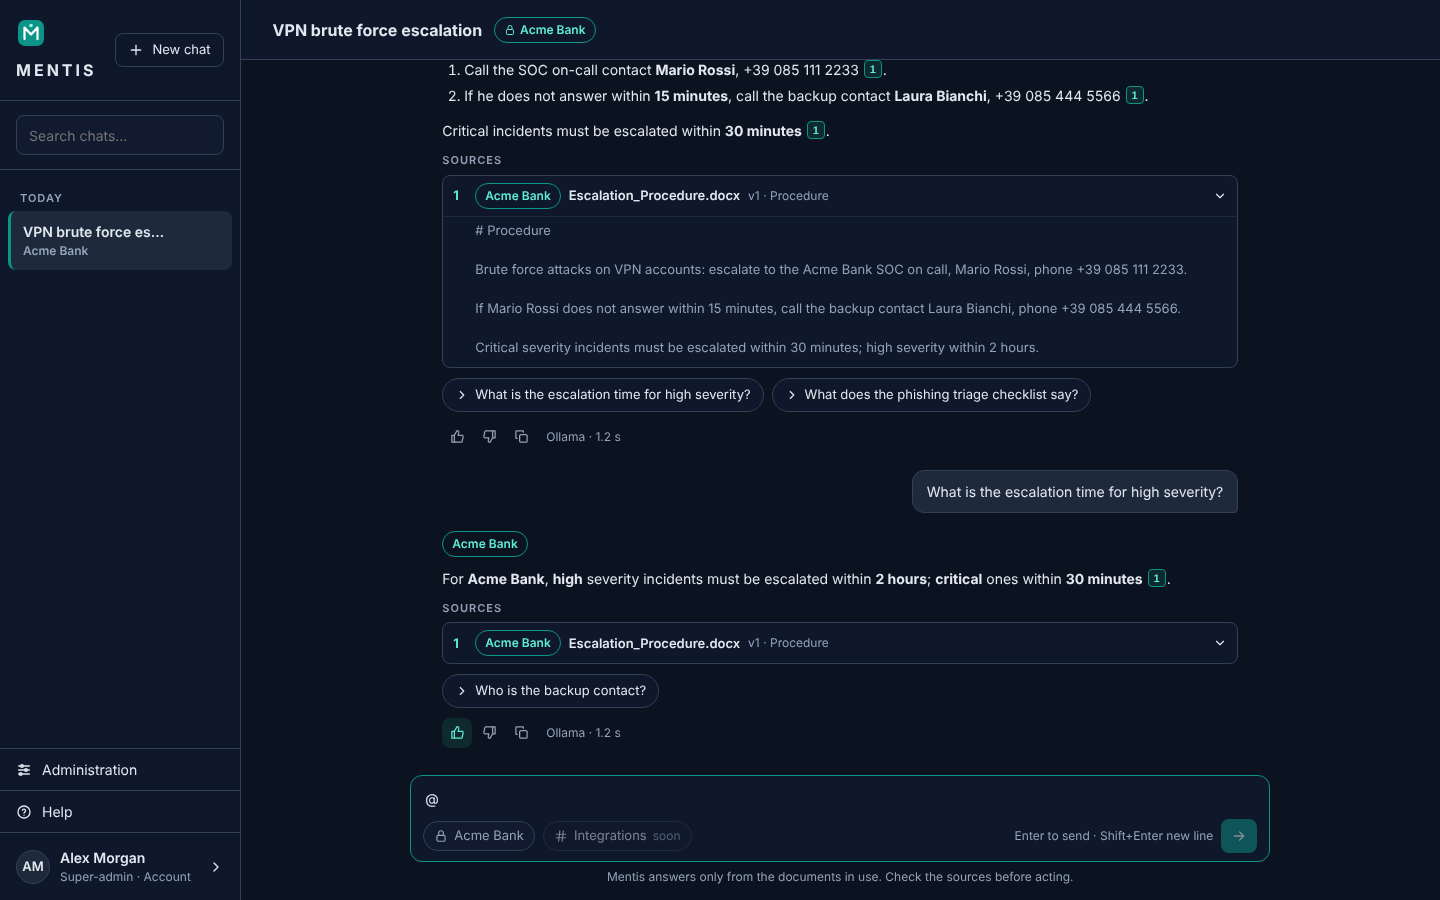 MENTIS
New chat
Search chats...
TODAY
VPN brute force es...
Acme Bank
Administration
Help
AM
Alex Morgan
Super-admin · Account
VPN brute force escalation
Acme Bank
1. Call the SOC on-call contact Mario Rossi, +39 085 111 2233 1.
2. If he does not answer within 15 minutes, call the backup contact Laura Bianchi, +39 085 444 5566 1.
Critical incidents must be escalated within 30 minutes 1.
SOURCES
1 Acme Bank Escalation_Procedure.docx v1 · Procedure
# Procedure
Brute force attacks on VPN accounts: escalate to the Acme Bank SOC on call, Mario Rossi, phone +39 085 111 2233.
If Mario Rossi does not answer within 15 minutes, call the backup contact Laura Bianchi, phone +39 085 444 5566.
Critical severity incidents must be escalated within 30 minutes; high severity within 2 hours.
What is the escalation time for high severity?
What does the phishing triage checklist say?
Ollama · 1.2 s
What is the escalation time for high severity?
Acme Bank
For Acme Bank, high severity incidents must be escalated within 2 hours; critical ones within 30 minutes 1.
SOURCES
1 Acme Bank Escalation_Procedure.docx v1 · Procedure
Who is the backup contact?
Ollama · 1.2 s
@
Acme Bank
Integrations soon
Enter to send · Shift+Enter new line
Mentis answers only from the documents in use. Check the sources before acting.